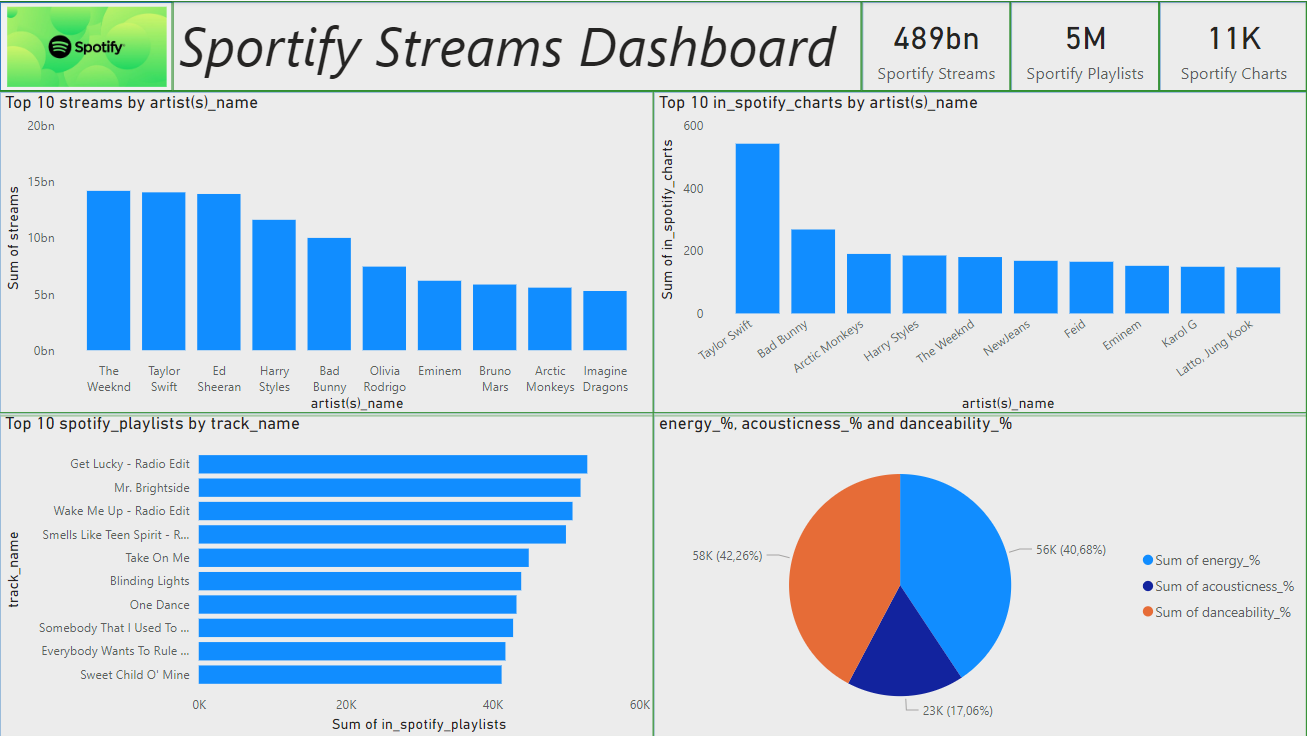 Spotify
Sportify Streams Dashboard
489bn
Sportify Streams
5M
Sportify Playlists
11K
Sportify Charts
Top 10 streams by artist(s)_name
20bn
15bn
10bn
5bn
0bn
Sum of streams
The
Weeknd
Taylor
Swift
Ed
Sheeran
Harry
Styles
Bad
Bunny
Olivia
Rodrigo
Eminem
Bruno
Mars
Arctic
Monkeys
Imagine
Dragons
artist(s)_name
Top 10 in_spotify_charts by artist(s)_name
600
400
200
0
Sum of in_spotify_charts
Taylor Swift
Bad Bunny
Arctic Monkeys
Harry Styles
The Weeknd
NewJeans
Feid
Eminem
Karol G
Latto, Jung Kook
artist(s)_name
Top 10 spotify_playlists by track_name
track_name
Get Lucky - Radio Edit
Mr. Brightside
Wake Me Up - Radio Edit
Smells Like Teen Spirit - R...
Take On Me
Blinding Lights
One Dance
Somebody That I Used To ...
Everybody Wants To Rule ...
Sweet Child O' Mine
0K
20K
40K
60K
Sum of in_spotify_playlists
energy_%, acousticness_% and danceability_%
58K (42,26%)
56K (40,68%)
23K (17,06%)
Sum of energy_%
Sum of acousticness_%
Sum of danceability_%